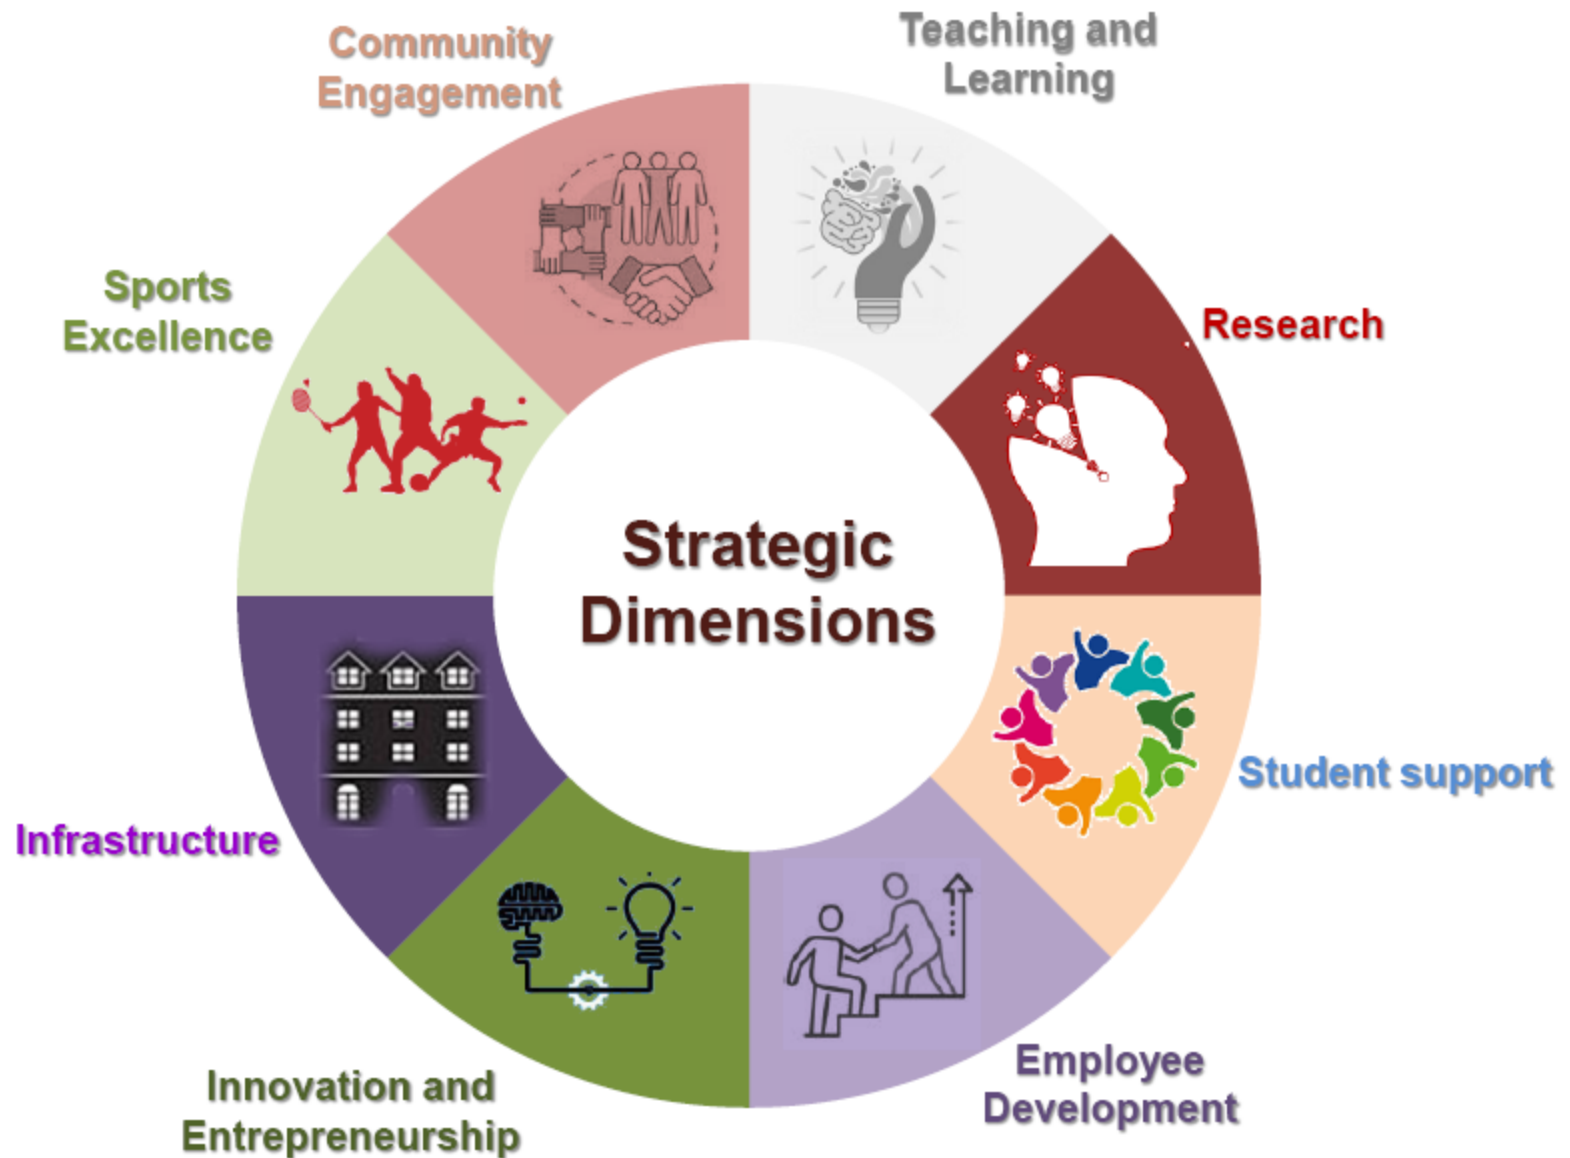 Community
Engagement
Teaching and
Learning
Sports
Excellence
Research
Strategic
Dimensions
Student support
Infrastructure
Innovation and
Entrepreneurship
Employee
Development